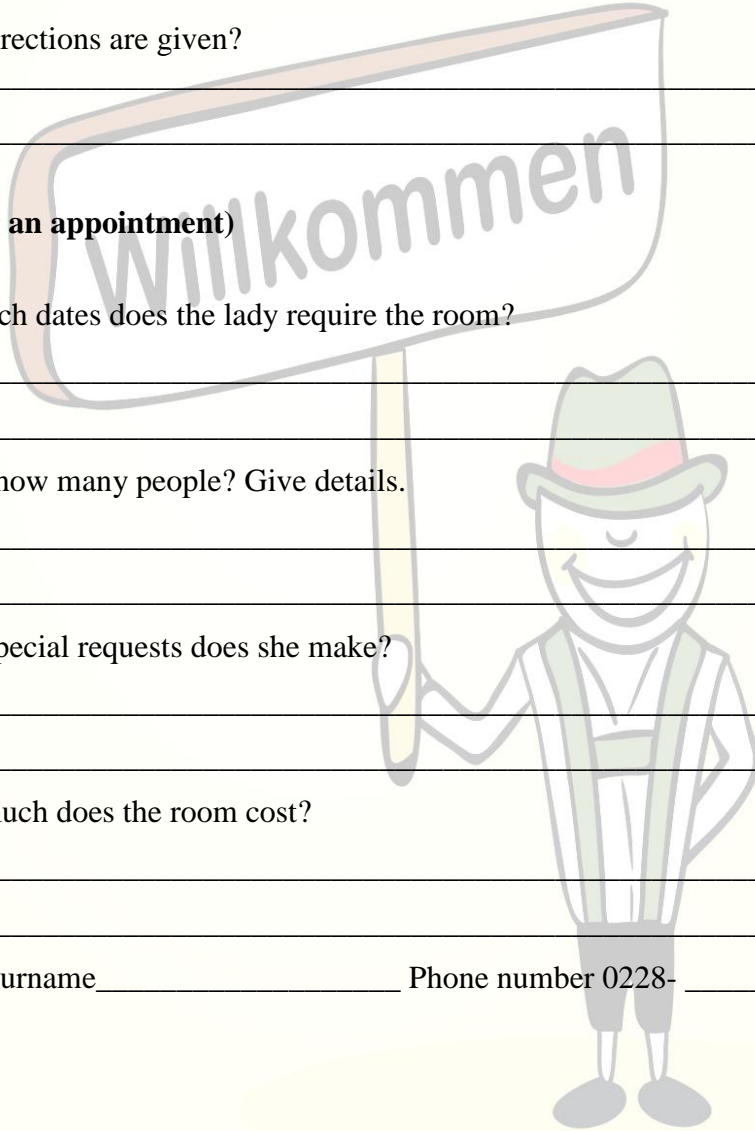 rections are given?
Willkommen
an appointment)
ch dates does the lady require the room?
how many people? Give details.
pecial requests does she make?
uch does the room cost?
urname___________________ Phone number 0228- _____